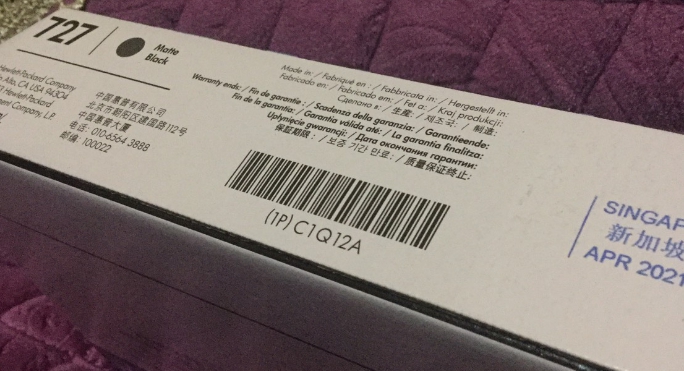 727
Matte
Black
Hewlett-Packard Company
Alto, CA, USA 94304
Hewlett-Packard
ment Company, L.P.
中国惠普有限公司
北京市朝阳区建国路112号
中国惠普大厦
电话: 010-6564 3888
邮编: 100022
Made in: / Fabriqué en : / Fabbricato in: / Hergestellt in:
Fabricado en: / Fabricado em: / Fet a: / Kraj produkcji:
Сделано в: / 生産: / 제조국: / 制造:
Warranty ends: / Fin de garantie : / Scadenza della garanzia: / Garantieende:
Fin de la garantía: / Garantia válida até: / La garantia finalitza:
Upłynięcie gwarancji: / Дата окончания гарантии:
保証期限: / 보증 기간 만료: / 质量保证终止:
(1P) C1Q12A
SINGAP
新加坡
APR 2021